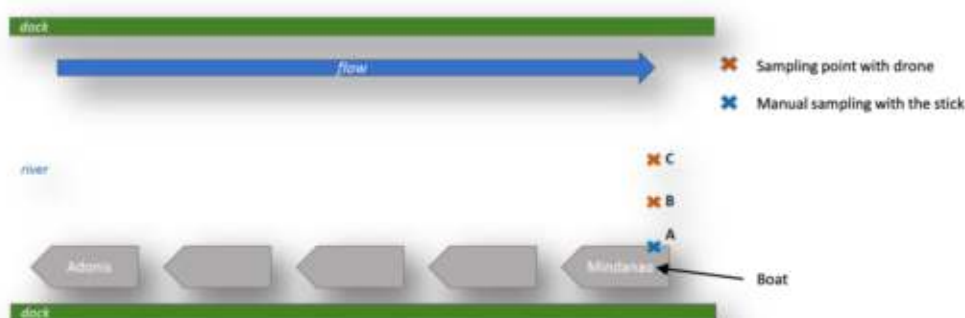 dock
flow
Sampling point with drone
Manual sampling with the stick
C
river
B
A
Adonis
Mindanao
Boat
dock